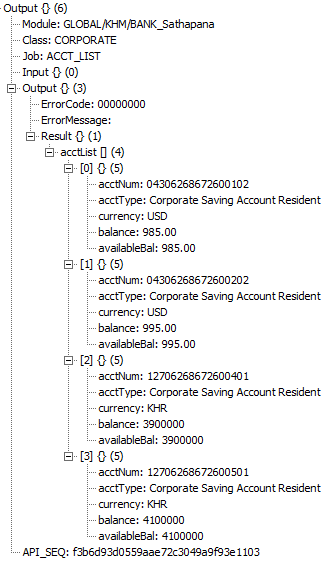 Output {} (6)
Module: GLOBAL/KHM/BANK_Sathapana
Class: CORPORATE
Job: ACCT_LIST
Input {} (0)
Output {} (3)
ErrorCode: 00000000
ErrorMessage:
Result {} (1)
acctList [] (4)
[0] {} (5)
acctNum: 04306268672600102
acctType: Corporate Saving Account Resident
currency: USD
balance: 985.00
availableBal: 985.00
[1] {} (5)
acctNum: 04306268672600202
acctType: Corporate Saving Account Resident
currency: USD
balance: 995.00
availableBal: 995.00
[2] {} (5)
acctNum: 12706268672600401
acctType: Corporate Saving Account Resident
currency: KHR
balance: 3900000
availableBal: 3900000
[3] {} (5)
acctNum: 12706268672600501
acctType: Corporate Saving Account Resident
currency: KHR
balance: 4100000
availableBal: 4100000
API_SEQ: f3b6d93d0559aae72c3049a9f93e1103